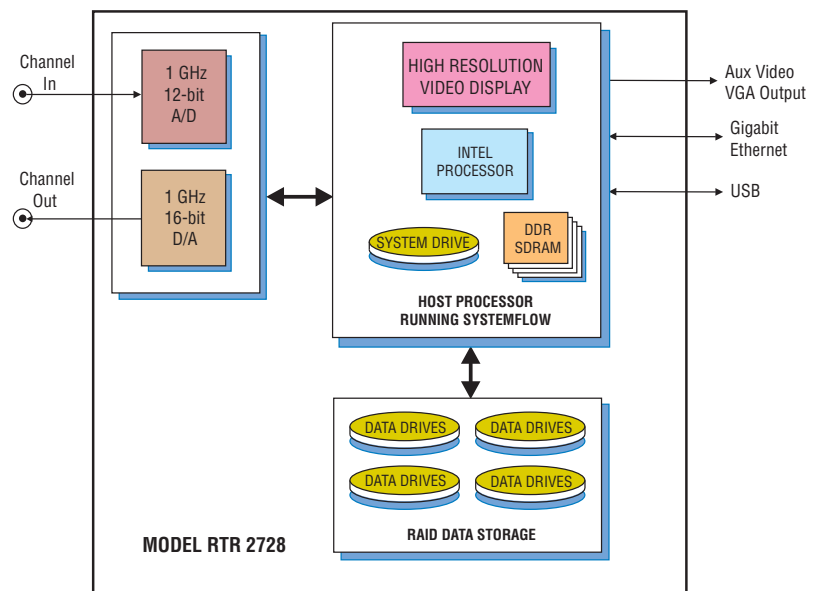 Channel
In
1 GHz
12-bit
A/D
Channel
Out
1 GHz
16-bit
D/A
HIGH RESOLUTION
VIDEO DISPLAY
INTEL
PROCESSOR
SYSTEM DRIVE
DDR
SDRAM
HOST PROCESSOR
RUNNING SYSTEMFLOW
Aux Video
VGA Output
Gigabit
Ethernet
USB
DATA DRIVES
DATA DRIVES
DATA DRIVES
DATA DRIVES
RAID DATA STORAGE
MODEL RTR 2728